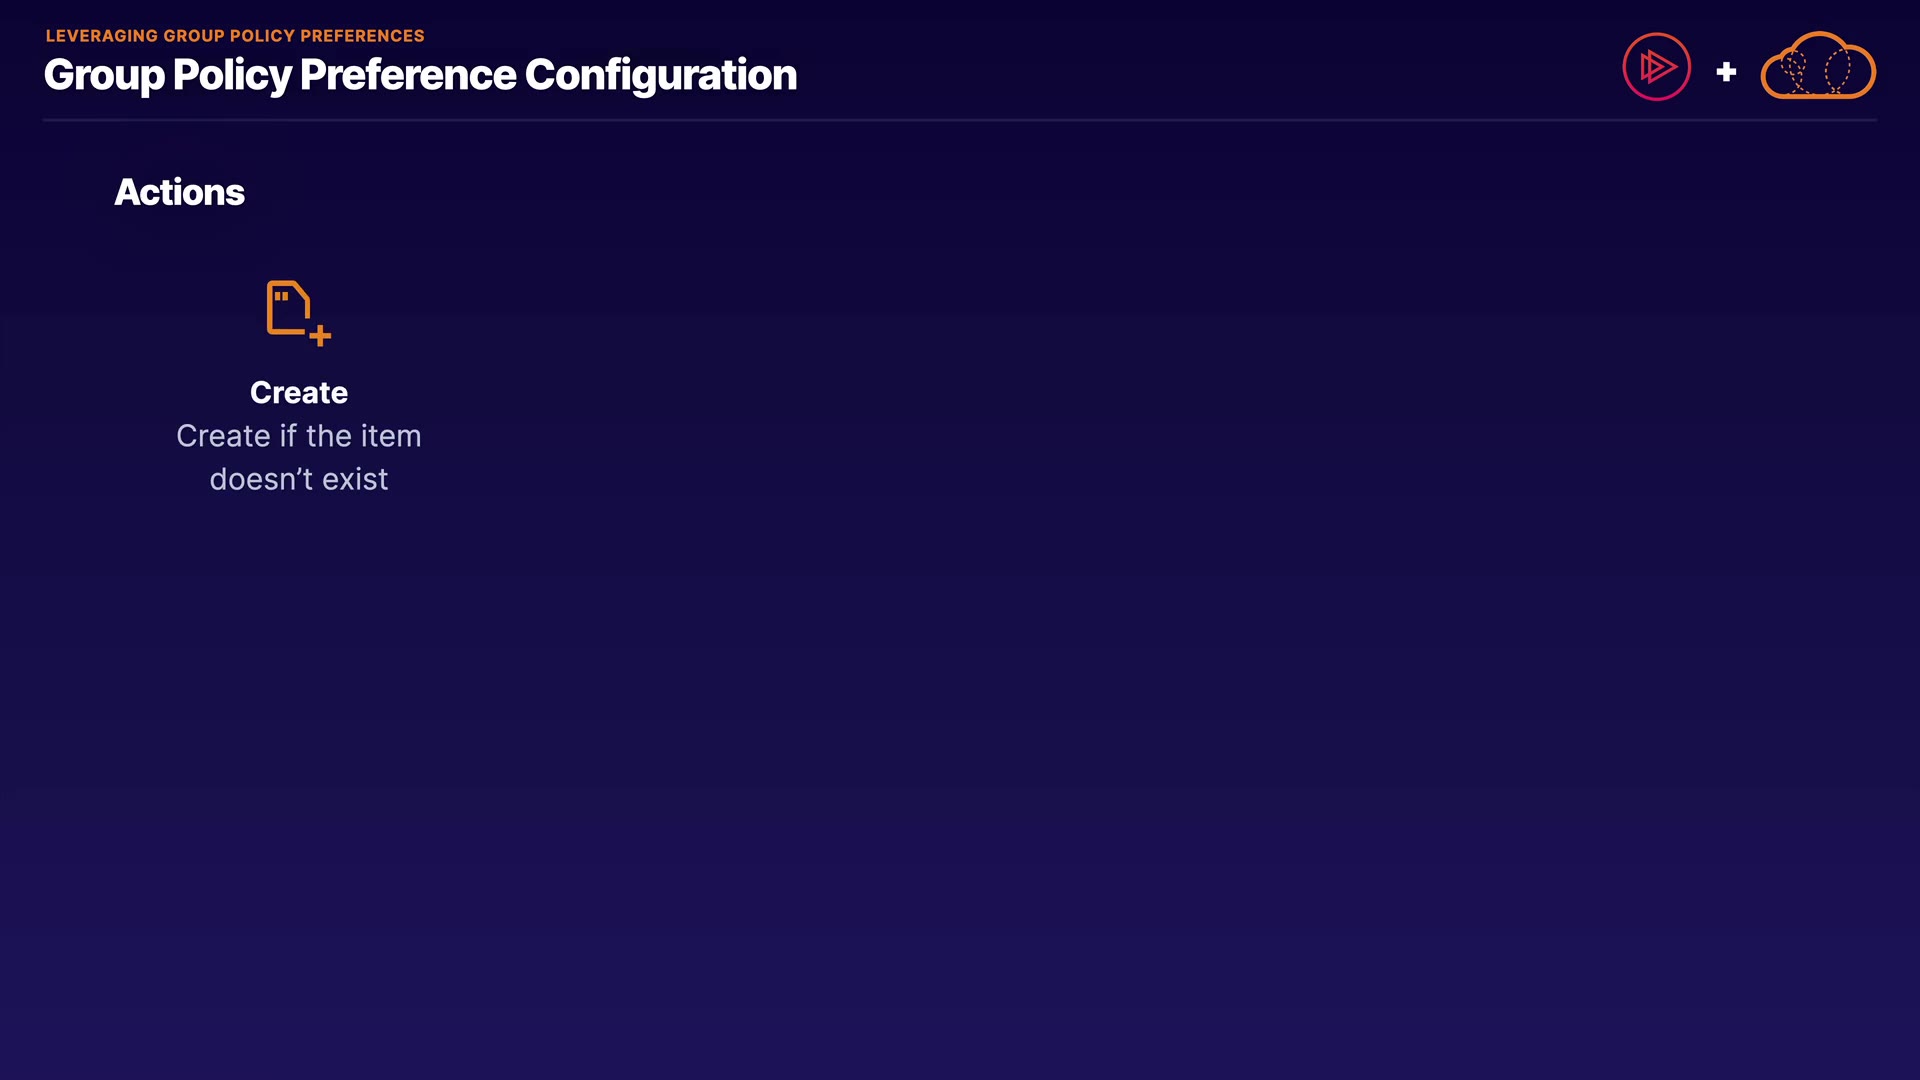 LEVERAGING GROUP POLICY PREFERENCES
Group Policy Preference Configuration
Actions
Create
Create if the item
doesn’t exist